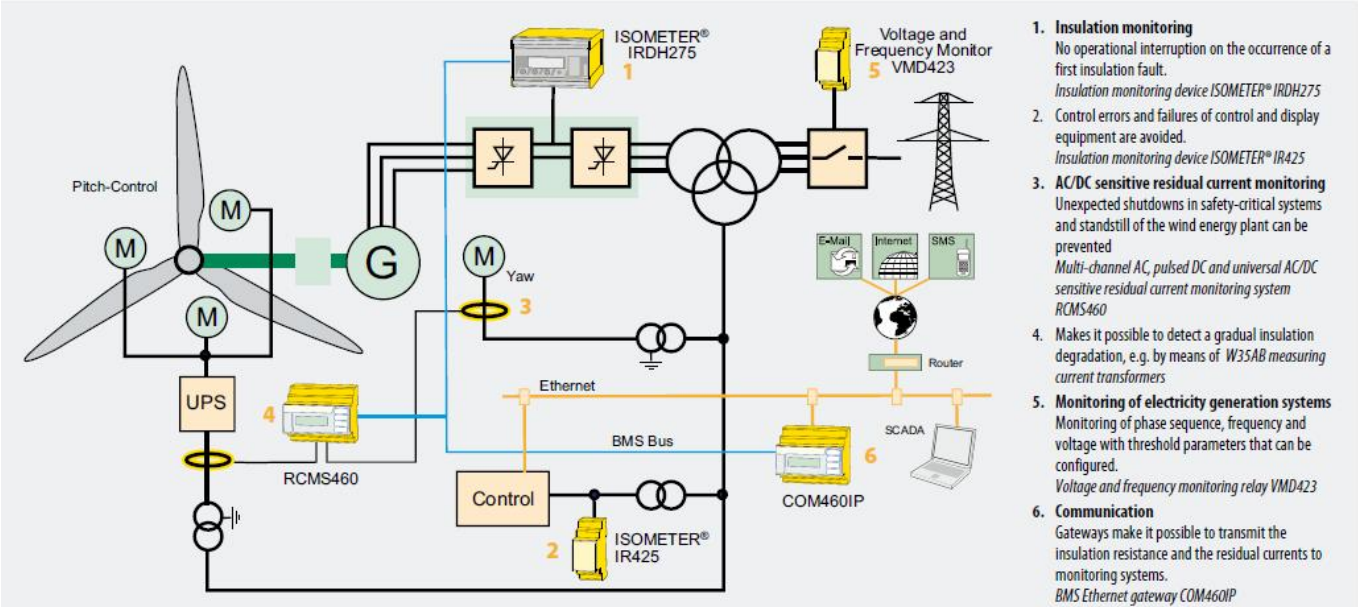 ISOMETER®
IRDH275
1
Voltage and
Frequency Monitor
VMD423
5
Pitch-Control
M
M
M
G
M
Yaw
3
E-Mail
Internet
SMS
Router
Ethernet
UPS
4
RCMS460
BMS Bus
SCADA
6
COM460IP
Control
2
ISOMETER®
IR425
1. Insulation monitoring
No operational interruption on the occurrence of a
first insulation fault.
Insulation monitoring device ISOMETER® IRDH275
2. Control errors and failures of control and display
equipment are avoided.
Insulation monitoring device ISOMETER® IR425
3. AC/DC sensitive residual current monitoring
Unexpected shutdowns in safety-critical systems
and standstill of the wind energy plant can be
prevented
Multi-channel AC, pulsed DC and universal AC/DC
sensitive residual current monitoring system
RCMS460
4. Makes it possible to detect a gradual insulation
degradation, e.g. by means of W35AB measuring
current transformers
5. Monitoring of electricity generation systems
Monitoring of phase sequence, frequency and
voltage with threshold parameters that can be
configured.
Voltage and frequency monitoring relay VMD423
6. Communication
Gateways make it possible to transmit the
insulation resistance and the residual currents to
monitoring systems.
BMS Ethernet gateway COM460IP